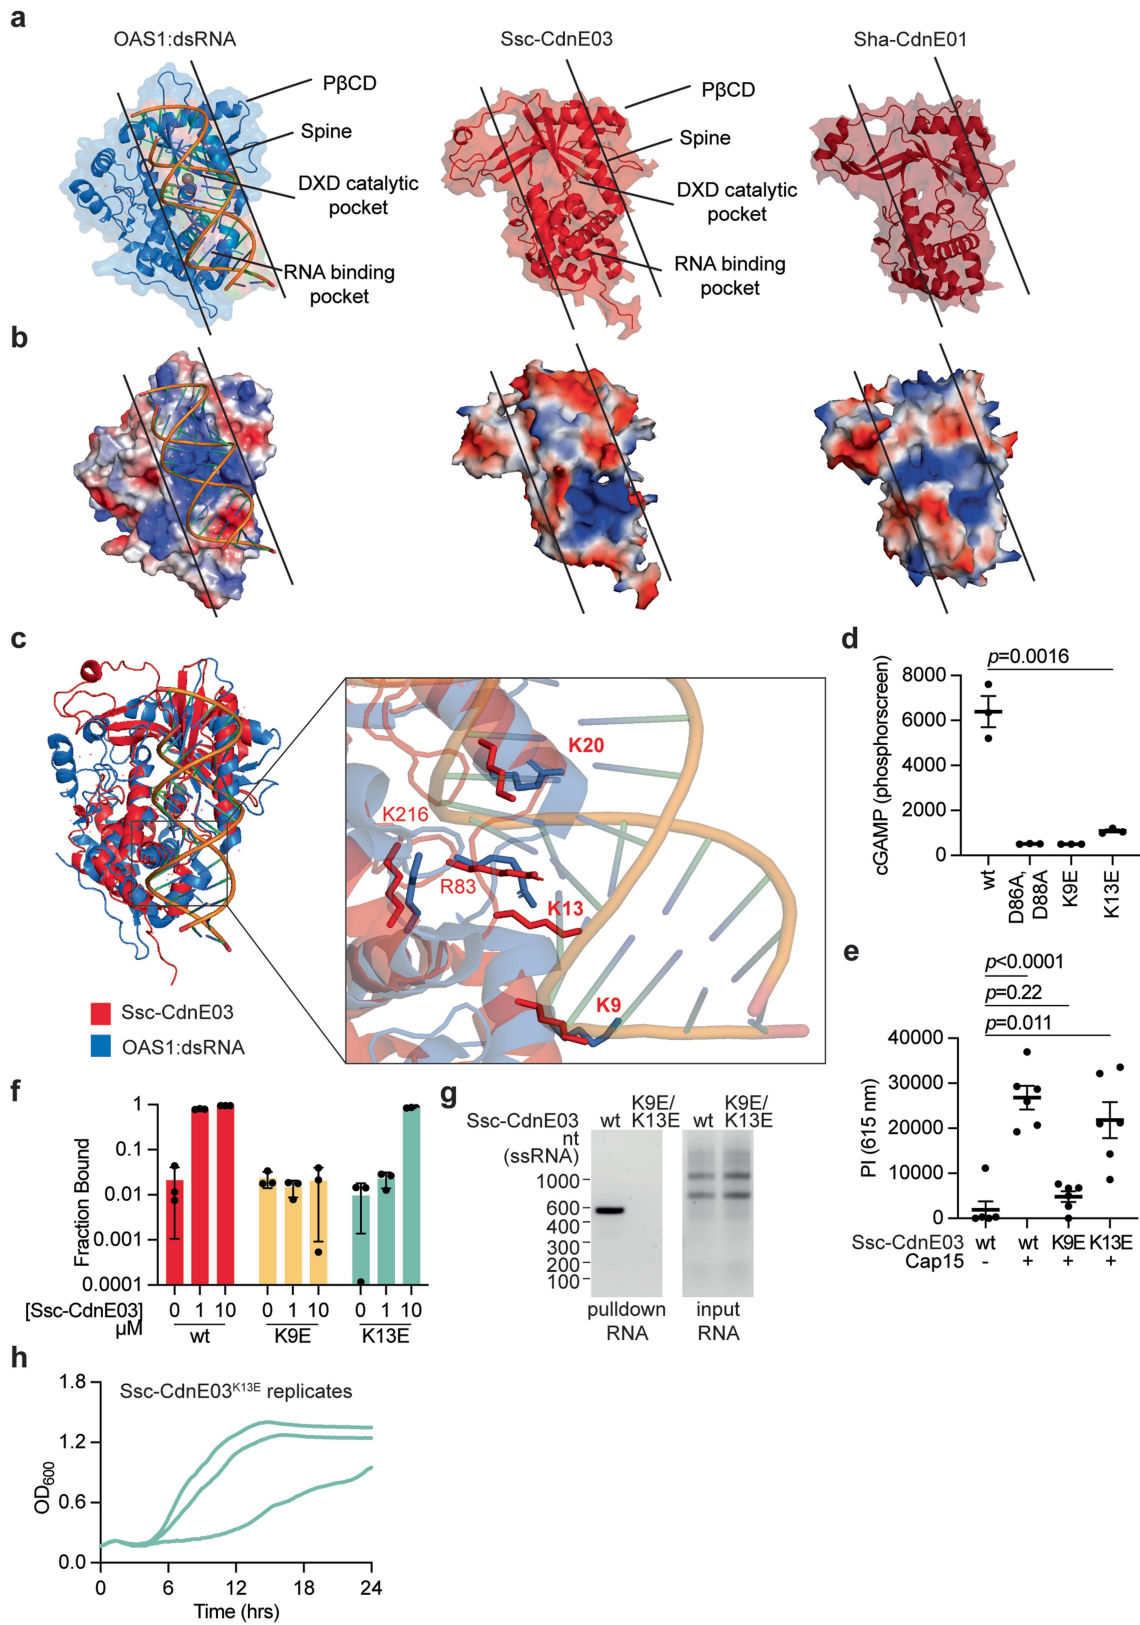 a
OAS1:dsRNA
Ssc-CdnE03
Sha-CdnE01
PβCD
Spine
DXD catalytic
pocket
RNA binding
pocket
PβCD
Spine
DXD catalytic
pocket
RNA binding
pocket
b
c
K20
K216
R83
K13
K9
Ssc-CdnE03
OAS1:dsRNA
d
p=0.0016
cGAMP (phosphorscreen)
8000
6000
4000
2000
0
wt
D86A,
D88A
K9E
K13E
e
p<0.0001
p=0.22
p=0.011
PI (615 nm)
40000
30000
20000
10000
0
Ssc-CdnE03 wt wt K9E K13E
Cap15 - + + +
f
Fraction Bound
1
0.1
0.01
0.001
0.0001
[Ssc-CdnE03] 0 1 10 0 1 10 0 1 10
μM
wt K9E K13E
g
Ssc-CdnE03 wt K9E/
K13E
wt K9E/
K13E
nt
(ssRNA)
1000
600
400
300
200
100
pulldown
RNA
input
RNA
h
Ssc-CdnE03K13E replicates
OD600
1.8
1.2
0.6
0.0
0 6 12 18 24
Time (hrs)